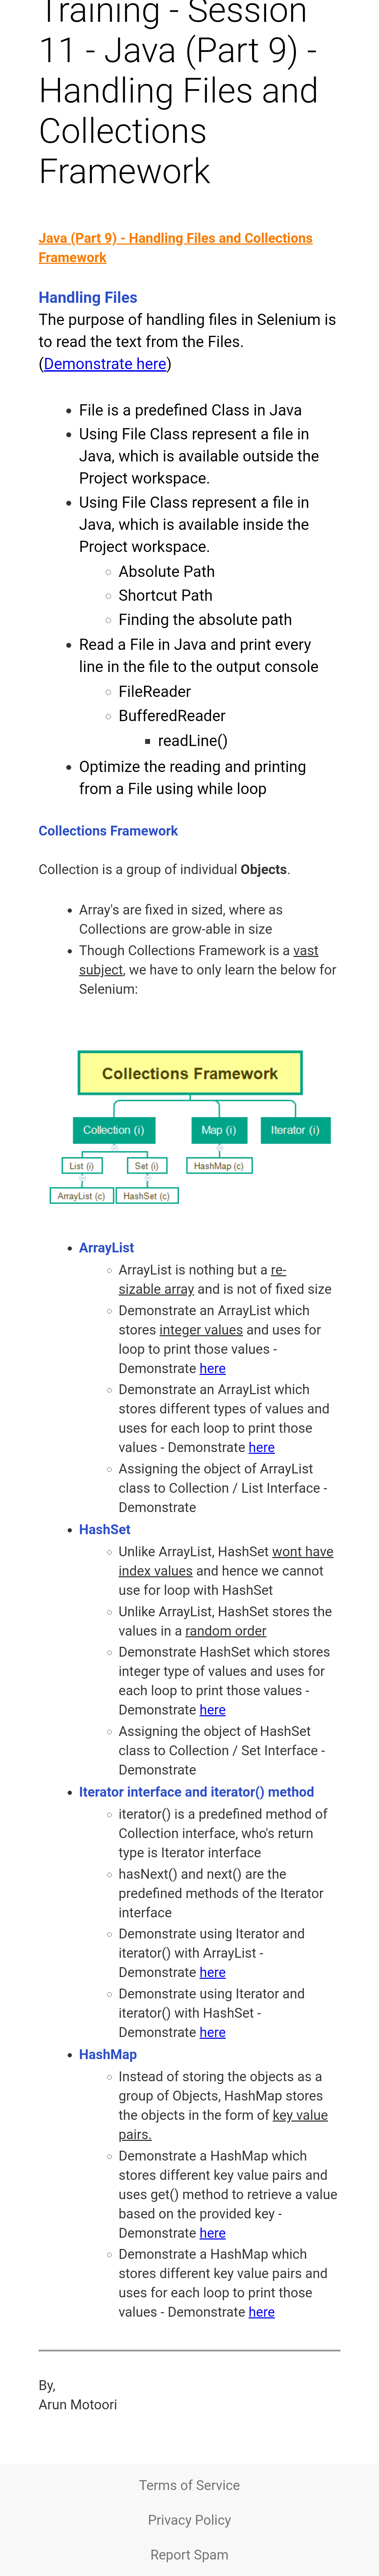 Training - Session
11 - Java (Part 9) -
Handling Files and
Collections
Framework
Java (Part 9) - Handling Files and Collections
Framework
Handling Files
The purpose of handling files in Selenium is
to read the text from the Files.
(Demonstrate here)
File is a predefined Class in Java
Using File Class represent a file in
Java, which is available outside the
Project workspace.
Using File Class represent a file in
Java, which is available inside the
Project workspace.
Absolute Path
Shortcut Path
Finding the absolute path
Read a File in Java and print every
line in the file to the output console
FileReader
BufferedReader
readLine()
Optimize the reading and printing
from a File using while loop
Collections Framework
Collection is a group of individual Objects.
Array's are fixed in sized, where as
Collections are grow-able in size
Though Collections Framework is a vast
subject, we have to only learn the below for
Selenium:
Collections Framework
Collection (i) Map (i) Iterator (i)
List (i) Set (i) HashMap (c)
ArrayList (c) HashSet (c)
ArrayList
ArrayList is nothing but a re-
sizable array and is not of fixed size
Demonstrate an ArrayList which
stores integer values and uses for
loop to print those values -
Demonstrate here
Demonstrate an ArrayList which
stores different types of values and
uses for each loop to print those
values - Demonstrate here
Assigning the object of ArrayList
class to Collection / List Interface -
Demonstrate
HashSet
Unlike ArrayList, HashSet wont have
index values and hence we cannot
use for loop with HashSet
Unlike ArrayList, HashSet stores the
values in a random order
Demonstrate HashSet which stores
integer type of values and uses for
each loop to print those values -
Demonstrate here
Assigning the object of HashSet
class to Collection / Set Interface -
Demonstrate
Iterator interface and iterator() method
iterator() is a predefined method of
Collection interface, who's return
type is Iterator interface
hasNext() and next() are the
predefined methods of the Iterator
interface
Demonstrate using Iterator and
iterator() with ArrayList -
Demonstrate here
Demonstrate using Iterator and
iterator() with HashSet -
Demonstrate here
HashMap
Instead of storing the objects as a
group of Objects, HashMap stores
the objects in the form of key value
pairs.
Demonstrate a HashMap which
stores different key value pairs and
uses get() method to retrieve a value
based on the provided key -
Demonstrate here
Demonstrate a HashMap which
stores different key value pairs and
uses for each loop to print those
values - Demonstrate here
By,
Arun Motoori
Terms of Service
Privacy Policy
Report Spam